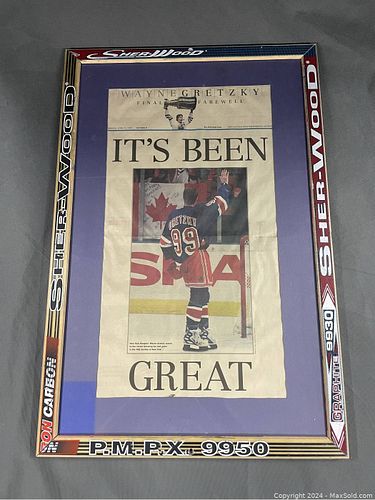 SHER-WOOD
WAYNE GRETZKY
FINAL FAREWELL
IT'S BEEN
GRETZKY
99
GREAT
SHER-WOOD
SHER-WOOD
9930
GRAPHITE
ON CARBON
P.M.P.X. 9950
Copyright 2024 - MaxSold.com